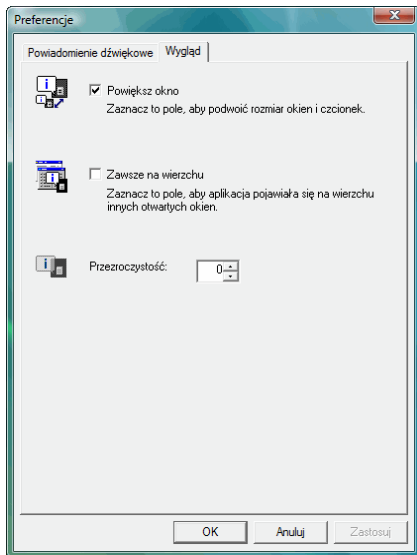 Preferencje
Powiadomienie dźwiękowe
Wygląd
Powiększ okno
Zaznacz to pole, aby podwoić rozmiar okien i czcionek.
Zawsze na wierzchu
Zaznacz to pole, aby aplikacja pojawiała się na wierzchu
innych otwartych okien.
Przezroczystość: 0
OK Anuluj Zastosuj